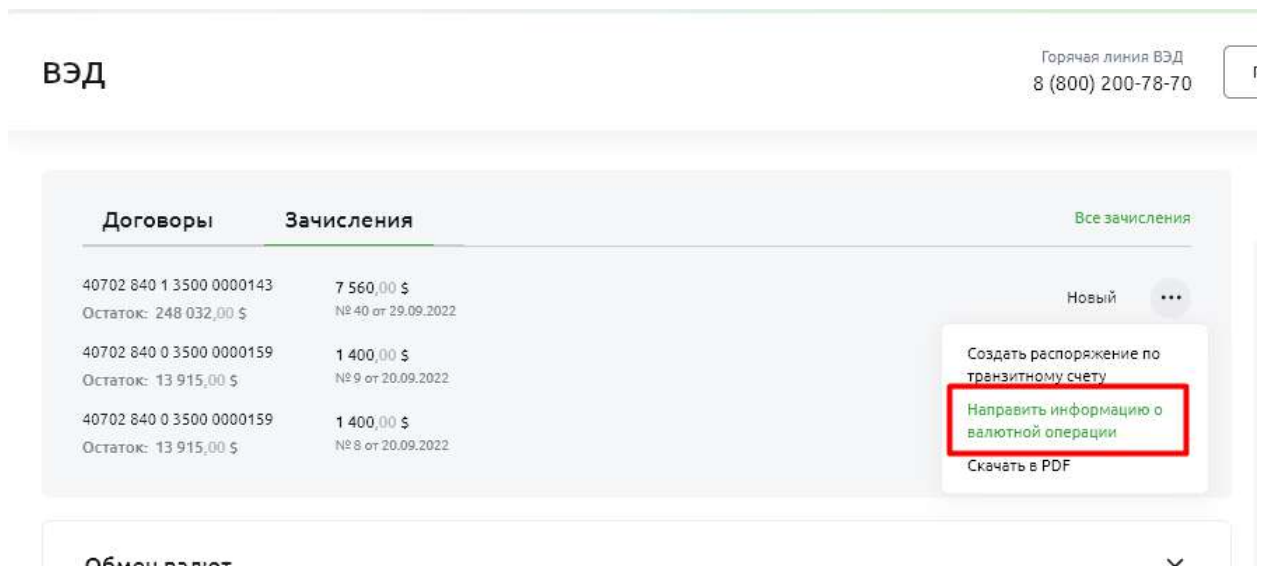 Горячая линия ВЭД
ВЭД
8 (800) 200-78-70
Договоры Зачисления Все зачисления
40702 840 1 3500 0000143 7 560,00 $
Остаток: 248 032,00 $ № 40 от 29.09.2022
Новый ...
40702 840 0 3500 0000159 1 400,00 $
Остаток: 13 915,00 $ № 9 от 20.09.2022
40702 840 0 3500 0000159 1 400,00 $
Остаток: 13 915,00 $ № 8 от 20.09.2022
Создать распоряжение по
транзитному счету
Направить информацию о
валютной операции
Скачать в PDF
Обмен валют